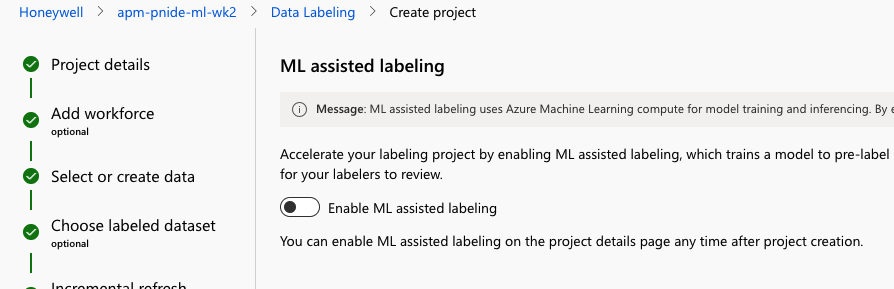 Honeywell > apm-pnide-ml-wk2 > Data Labeling > Create project
Project details
Add workforce
optional
Select or create data
Choose labeled dataset
optional
Incremental refresh
ML assisted labeling
Message: ML assisted labeling uses Azure Machine Learning compute for model training and inferencing. By e
Accelerate your labeling project by enabling ML assisted labeling, which trains a model to pre-label
for your labelers to review.
Enable ML assisted labeling
You can enable ML assisted labeling on the project details page any time after project creation.